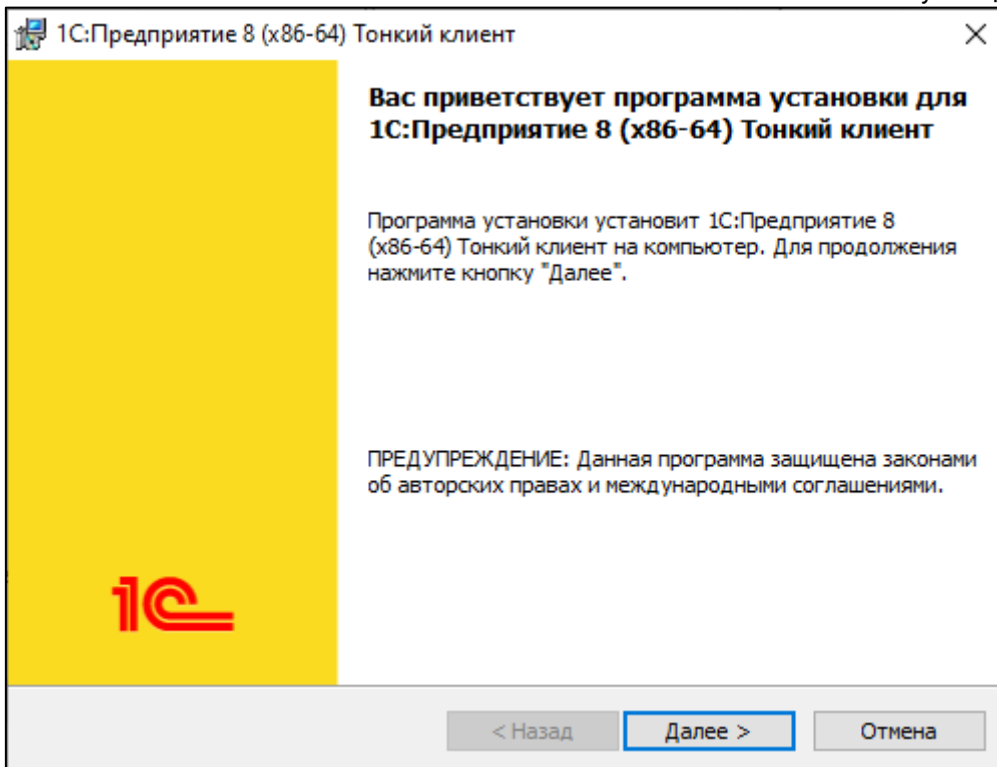 1С:Предприятие 8 (x86-64) Тонкий клиент
Вас приветствует программа установки для
1С:Предприятие 8 (x86-64) Тонкий клиент
Программа установки установит 1С:Предприятие 8
(x86-64) Тонкий клиент на компьютер. Для продолжения
нажмите кнопку "Далее".
ПРЕДУПРЕЖДЕНИЕ: Данная программа защищена законами
об авторских правах и международными соглашениями.
1С
< Назад
Далее >
Отмена